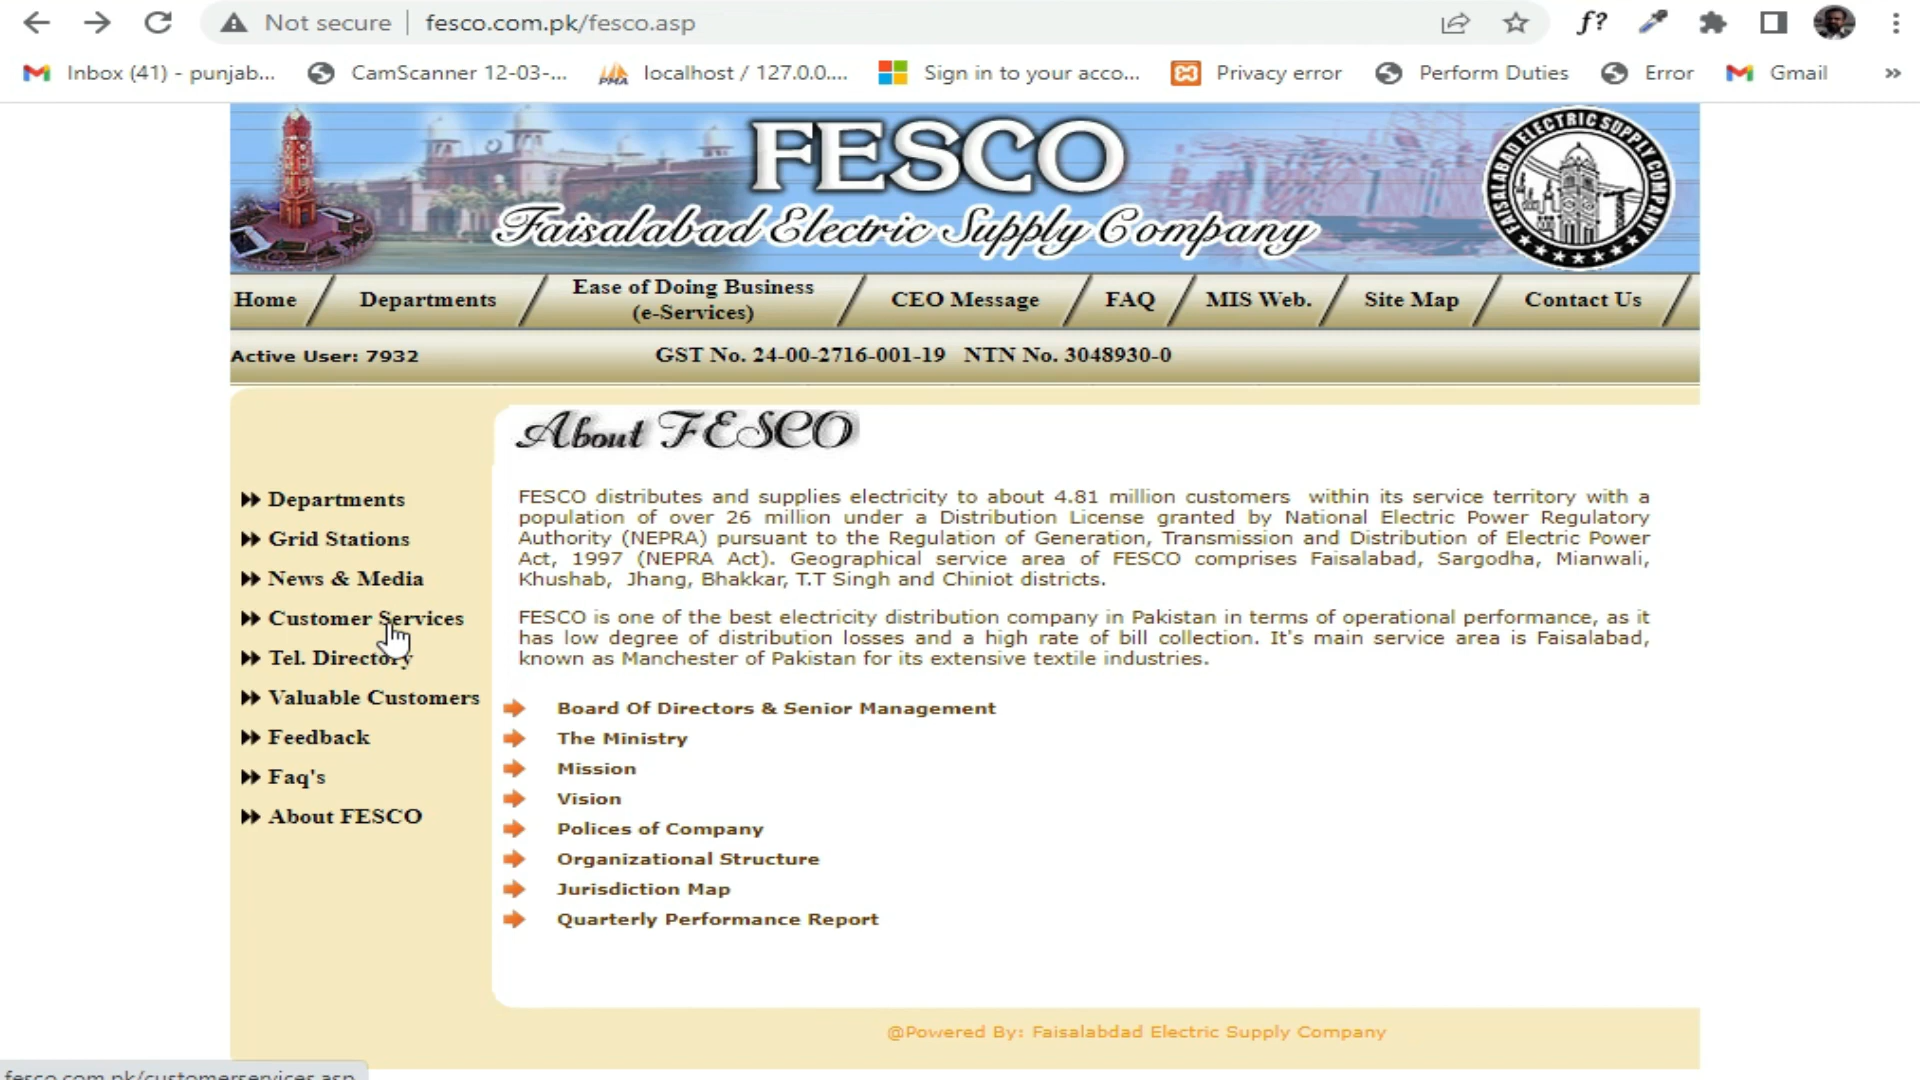 Not secure fesco.com.pk/fesco.asp f?
Inbox (41) - punjab... CamScanner 12-03-... PMA localhost / 127.0.0.... Sign in to your acco... Privacy error Perform Duties Error Gmail »
FESCO
Faisalabad Electric Supply Company
FAISALABAD ELECTRIC SUPPLY COMPANY
Home Departments Ease of Doing Business (e-Services) CEO Message FAQ MIS Web. Site Map Contact Us
Active User: 7932 GST No. 24-00-2716-001-19 NTN No. 3048930-0
About FESCO
Departments
Grid Stations
News & Media
Customer Services
Tel. Directory
Valuable Customers
Feedback
Faq's
About FESCO
FESCO distributes and supplies electricity to about 4.81 million customers within its service territory with a
population of over 26 million under a Distribution License granted by National Electric Power Regulatory
Authority (NEPRA) pursuant to the Regulation of Generation, Transmission and Distribution of Electric Power
Act, 1997 (NEPRA Act). Geographical service area of FESCO comprises Faisalabad, Sargodha, Mianwali,
Khushab, Jhang, Bhakkar, T.T Singh and Chiniot districts.
FESCO is one of the best electricity distribution company in Pakistan in terms of operational performance, as it
has low degree of distribution losses and a high rate of bill collection. It's main service area is Faisalabad,
known as Manchester of Pakistan for its extensive textile industries.
Board Of Directors & Senior Management
The Ministry
Mission
Vision
Polices of Company
Organizational Structure
Jurisdiction Map
Quarterly Performance Report
@Powered By: Faisalabdad Electric Supply Company
fesco.com.pk/customerservices.asp